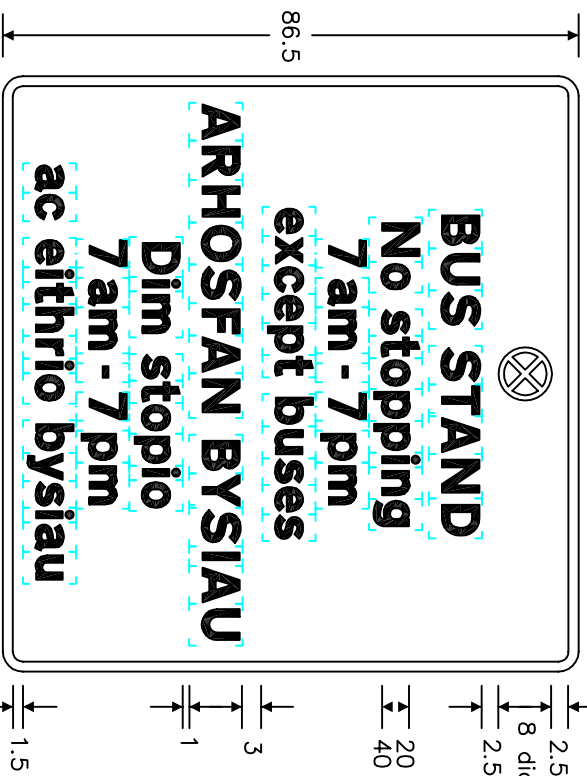 BUS STAND
No stopping
7 am - 7 pm
except buses
ARHOSFAN BYSIAU
Dim stopio
7 am - 7 pm
ac eithrio bysiau
86.5
2.5
2.5
20
40
3
1
1.5